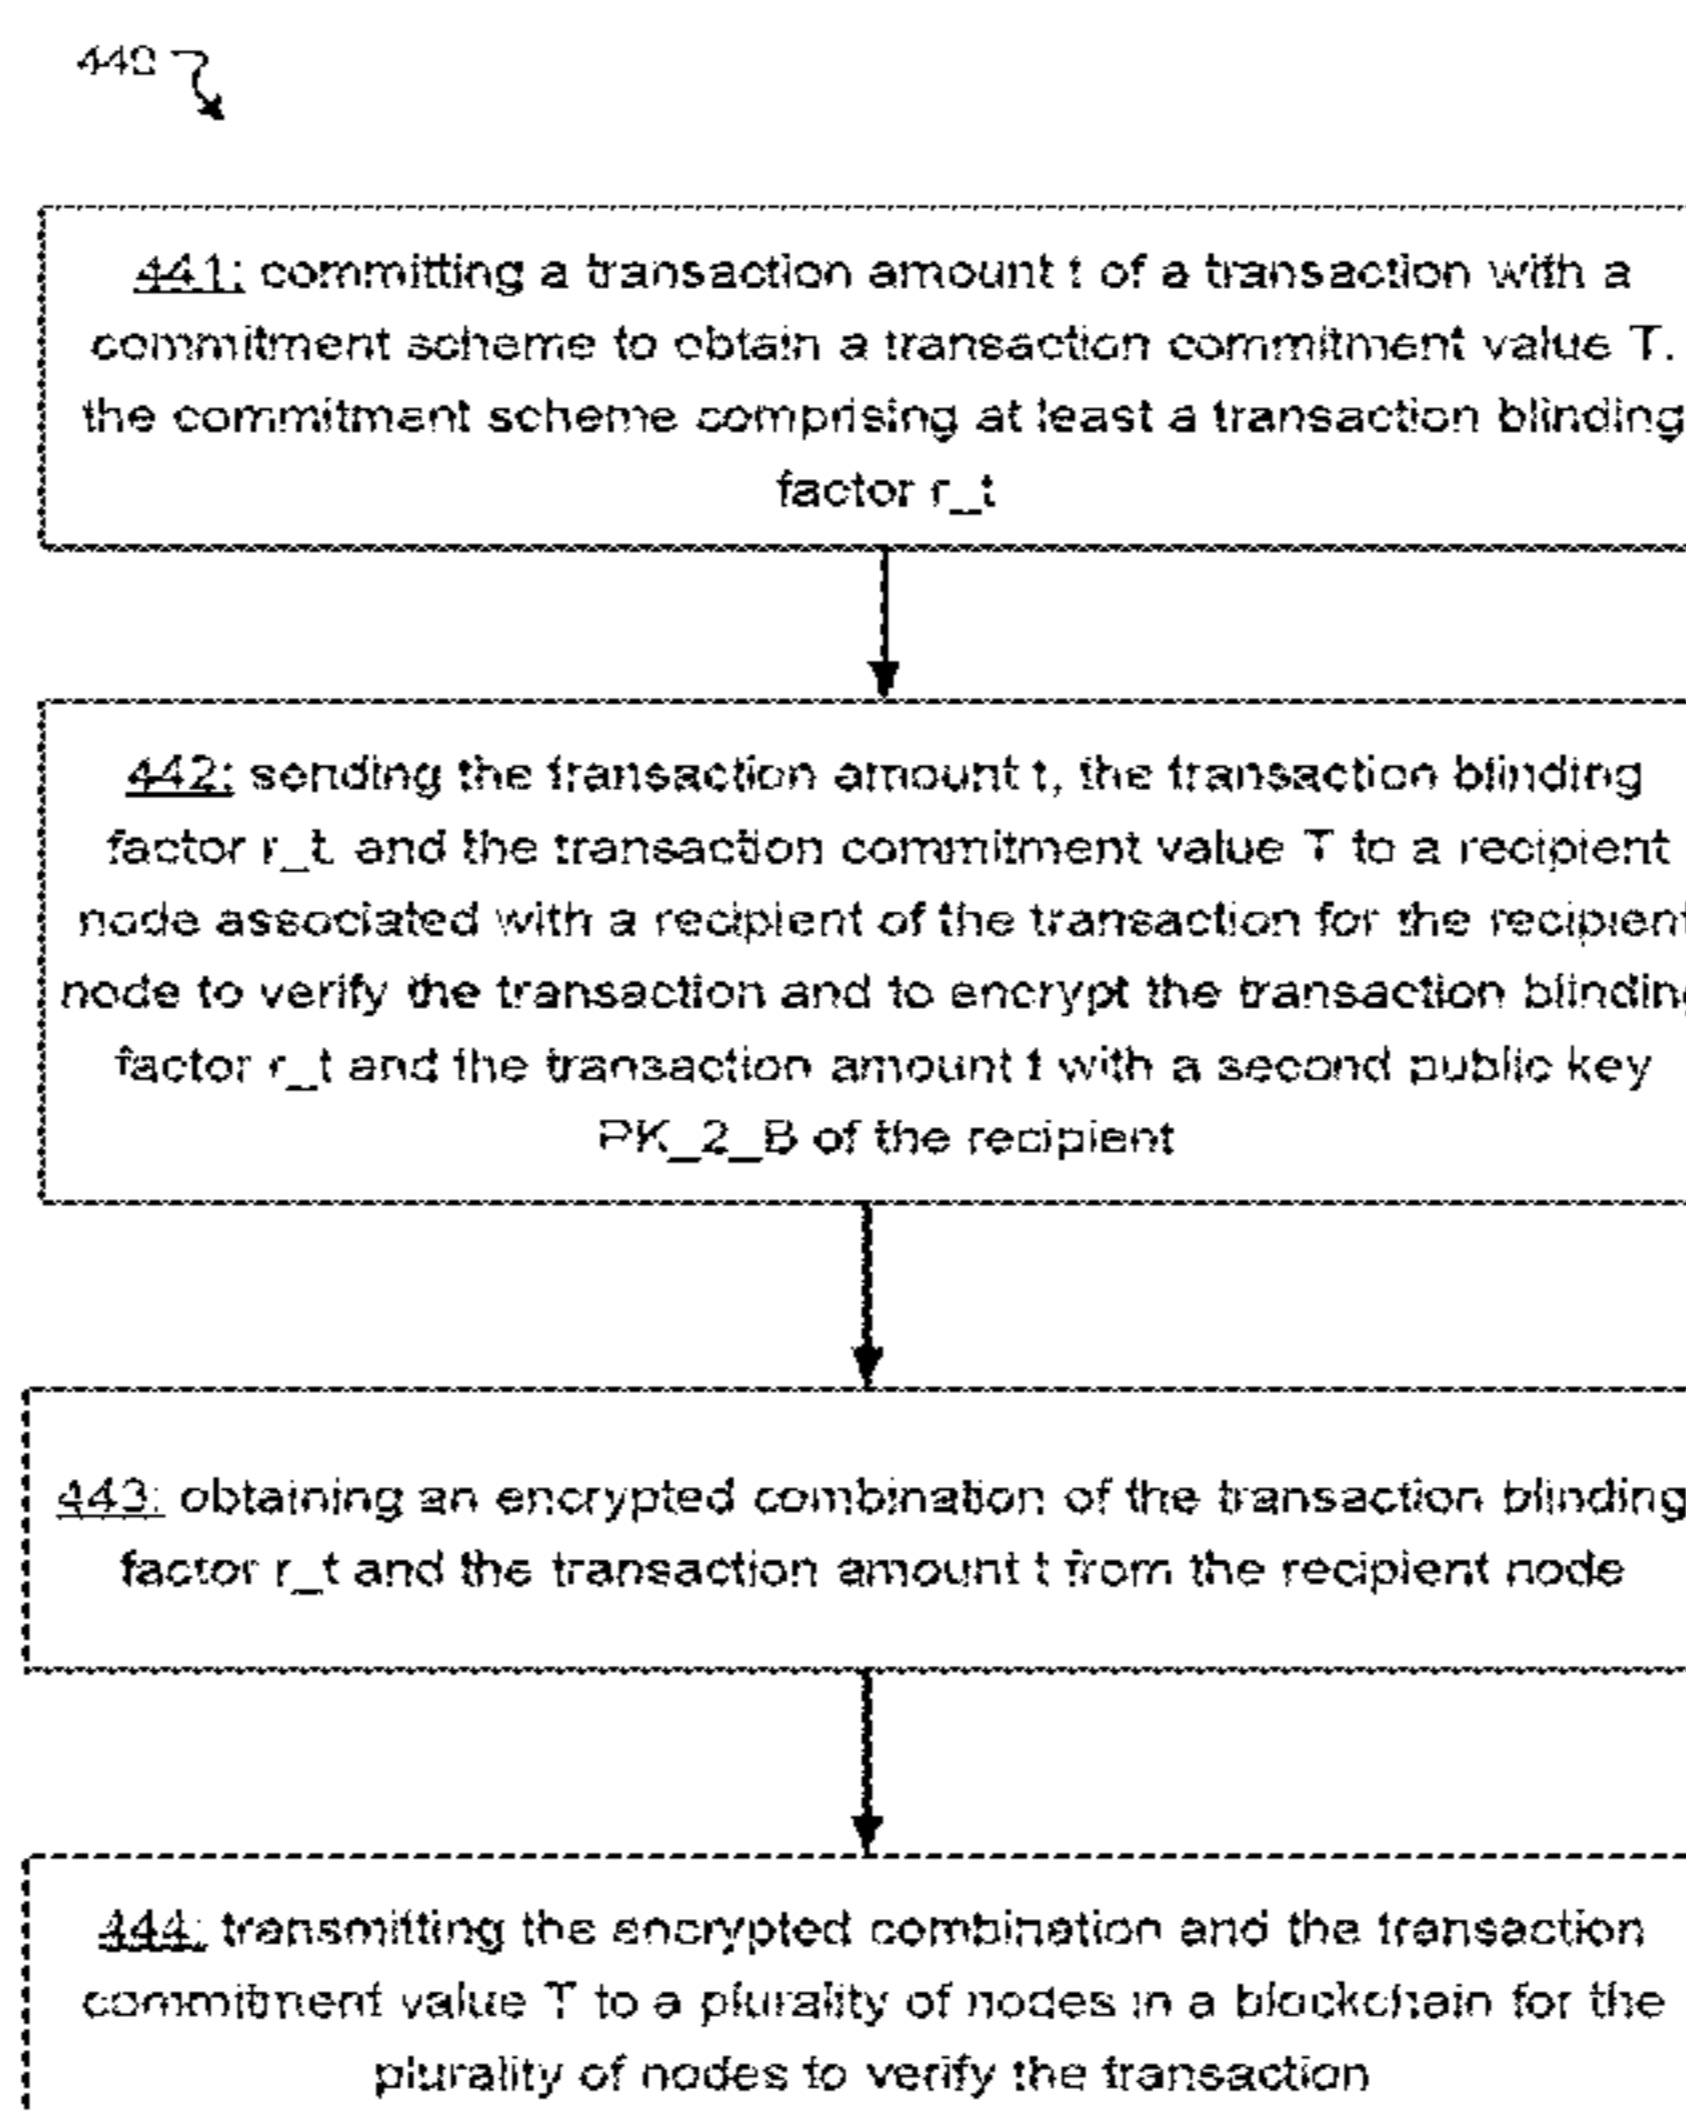 440
441: committing a transaction amount t of a transaction with a
commitment scheme to obtain a transaction commitment value T,
the commitment scheme comprising at least a transaction blinding
factor r_t
442: sending the transaction amount t, the transaction blinding
factor r_t, and the transaction commitment value T to a recipient
node associated with a recipient of the transaction for the recipient
node to verify the transaction and to encrypt the transaction blinding
factor r_t and the transaction amount t with a second public key
PK_2_B of the recipient
443: obtaining an encrypted combination of the transaction blinding
factor r_t and the transaction amount t from the recipient node
444: transmitting the encrypted combination and the transaction
commitment value T to a plurality of nodes in a blockchain for the
plurality of nodes to verify the transaction